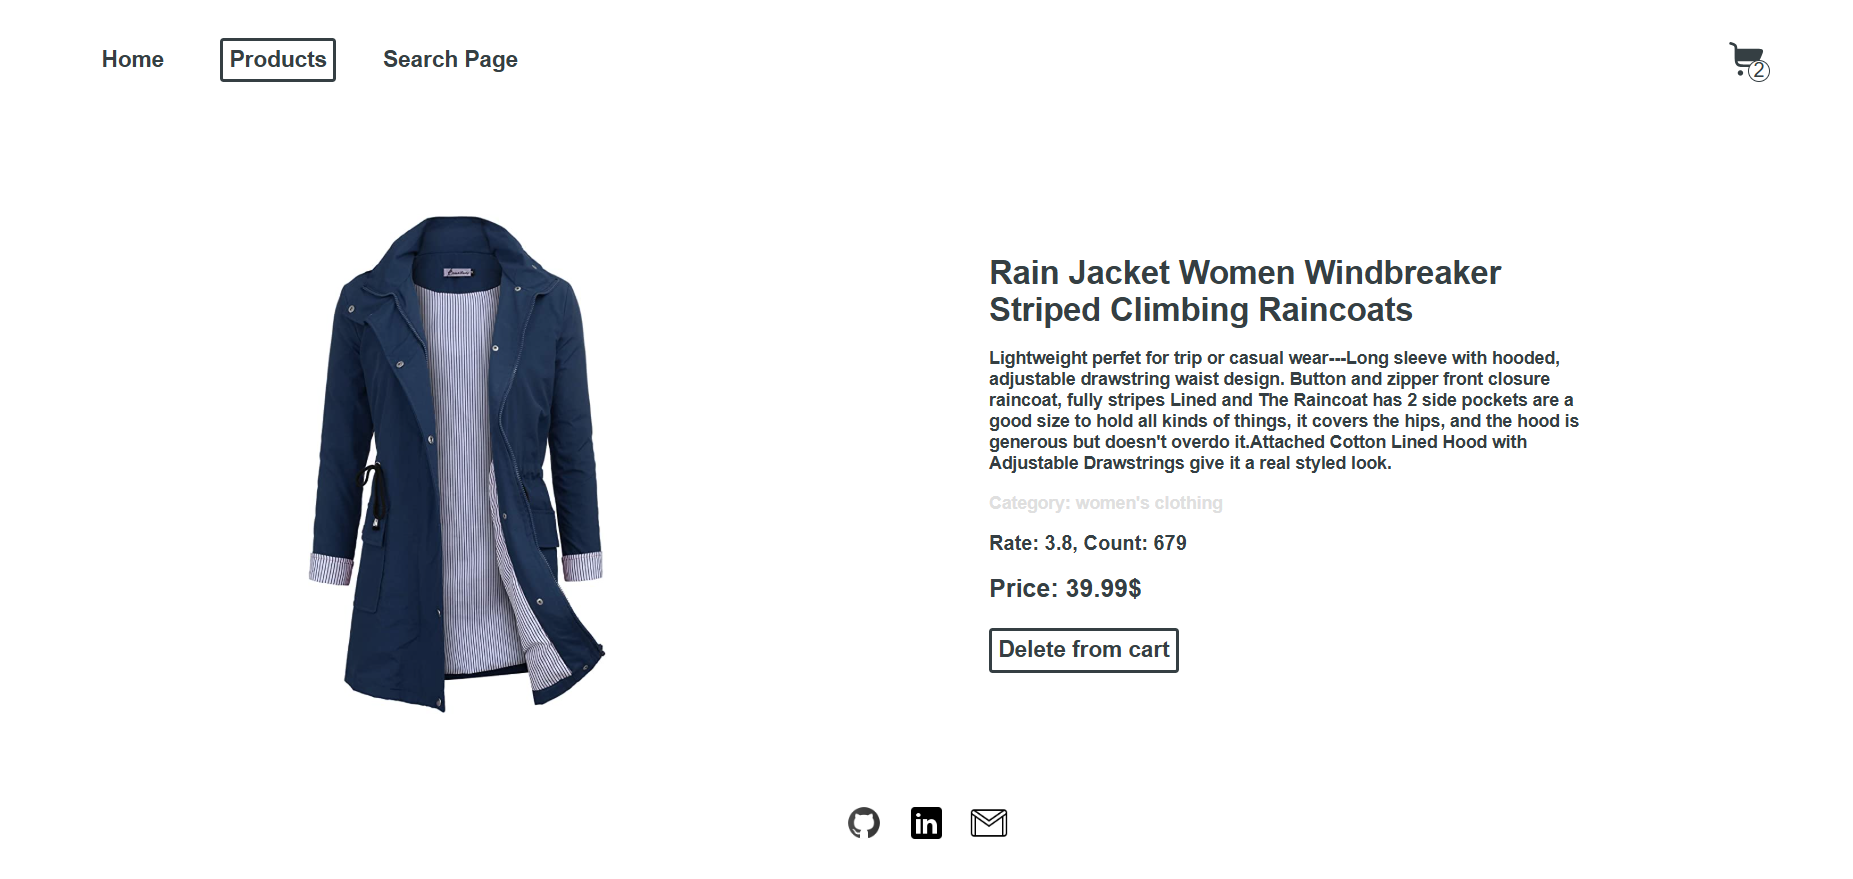 Home
Products
Search Page
2
Rain Jacket Women Windbreaker
Striped Climbing Raincoats
Lightweight perfet for trip or casual wear---Long sleeve with hooded,
adjustable drawstring waist design. Button and zipper front closure
raincoat, fully stripes Lined and The Raincoat has 2 side pockets are a
good size to hold all kinds of things, it covers the hips, and the hood is
generous but doesn't overdo it.Attached Cotton Lined Hood with
Adjustable Drawstrings give it a real styled look.
Category: women's clothing
Rate: 3.8, Count: 679
Price: 39.99$
Delete from cart
in